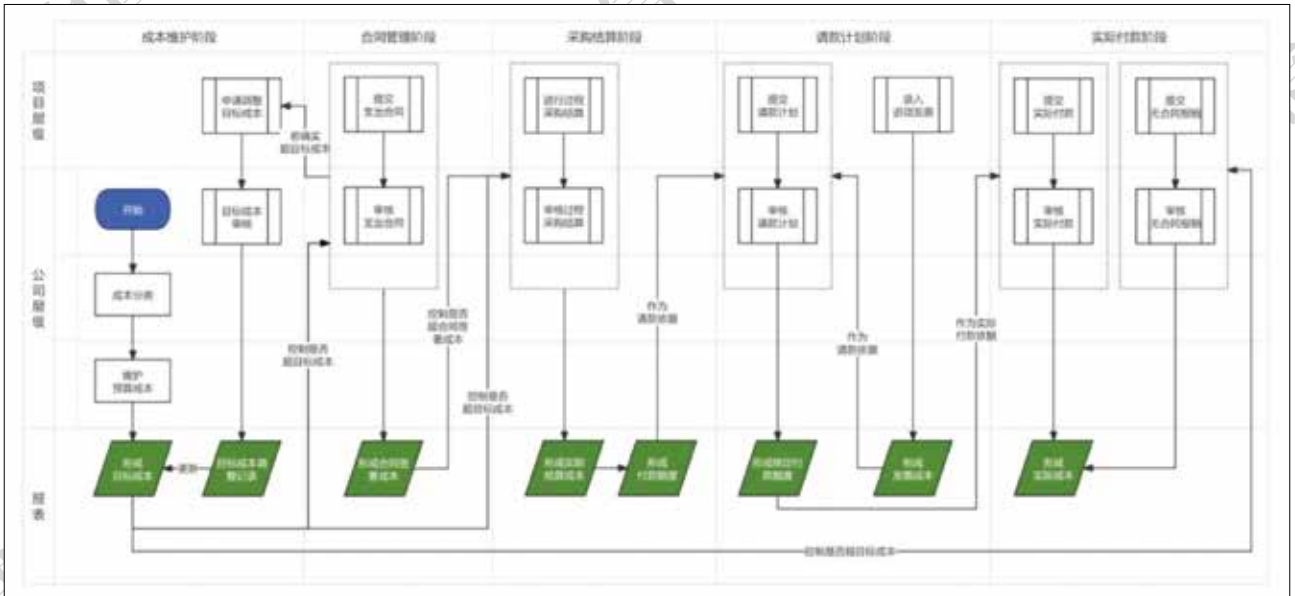 成本维护阶段
合同管理阶段
采购结算阶段
请款计划阶段
实际付款阶段
项
目
层
级
申请调整
目标成本
若确实
超目标成本
提交
支出合同
进行过程
采购结算
提交
请款计划
录入
进项发票
提交
实际付款
提交
无合同报销
公
司
层
级
开始
目标成本
审核
审核
支出合同
审核过程
采购结算
审核
请款计划
审核
实际付款
审核
无合同报销
成本分类
维护
预算成本
控制是否
超目标成本
控制是否
超合同签
署成本
控制是否
超目标成本
作为
请款依据
作为
请款依据
作为实际
付款依据
报
表
形成
目标成本
更新
目标成本调
整记录
形成合同签
署成本
形成实际
结算成本
形成
付款额度
形成核定付
款额度
形成
发票成本
形成
实际成本
控制是否超目标成本